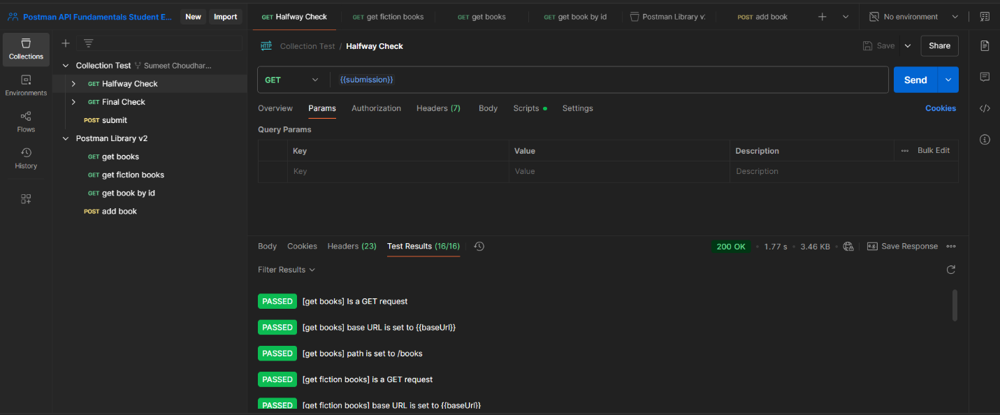 Postman API Fundamentals Student E...
New
Import
GET Halfway Check
GET get fiction books
GET get books
GET get book by id
Postman Library v:
POST add book
No environment
Collections
Environments
Flows
History
Collection Test Sumeet Choudhar...
GET Halfway Check
GET Final Check
POST submit
Postman Library v2
GET get books
GET get fiction books
GET get book by id
POST add book
HTTP Collection Test / Halfway Check
Save
Share
GET {{submission}}
Send
Overview Params Authorization Headers (7) Body Scripts Settings Cookies
Query Params
Key Value Description ... Bulk Edit
Key Value Description
Body Cookies Headers (23) Test Results (16/16) 200 OK • 1.77 s • 3.46 KB • e.g. Save Response ...
Filter Results
PASSED [get books] Is a GET request
PASSED [get books] base URL is set to {{baseUrl}}
PASSED [get books] path is set to /books
PASSED [get fiction books] is a GET request
PASSED [get fiction books] base URL is set to {{baseUrl}}